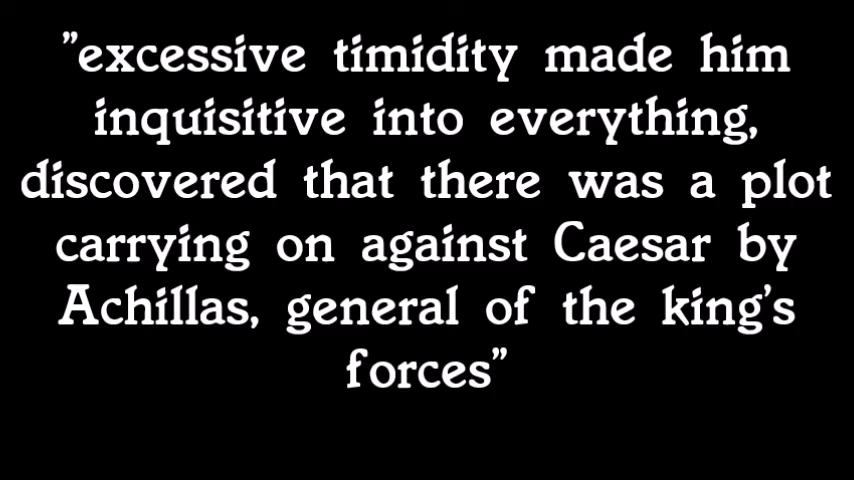 ”excessive timidity made him
inquisitive into everything,
discovered that there was a plot
carrying on against Caesar by
Achillas, general of the king’s
forces”